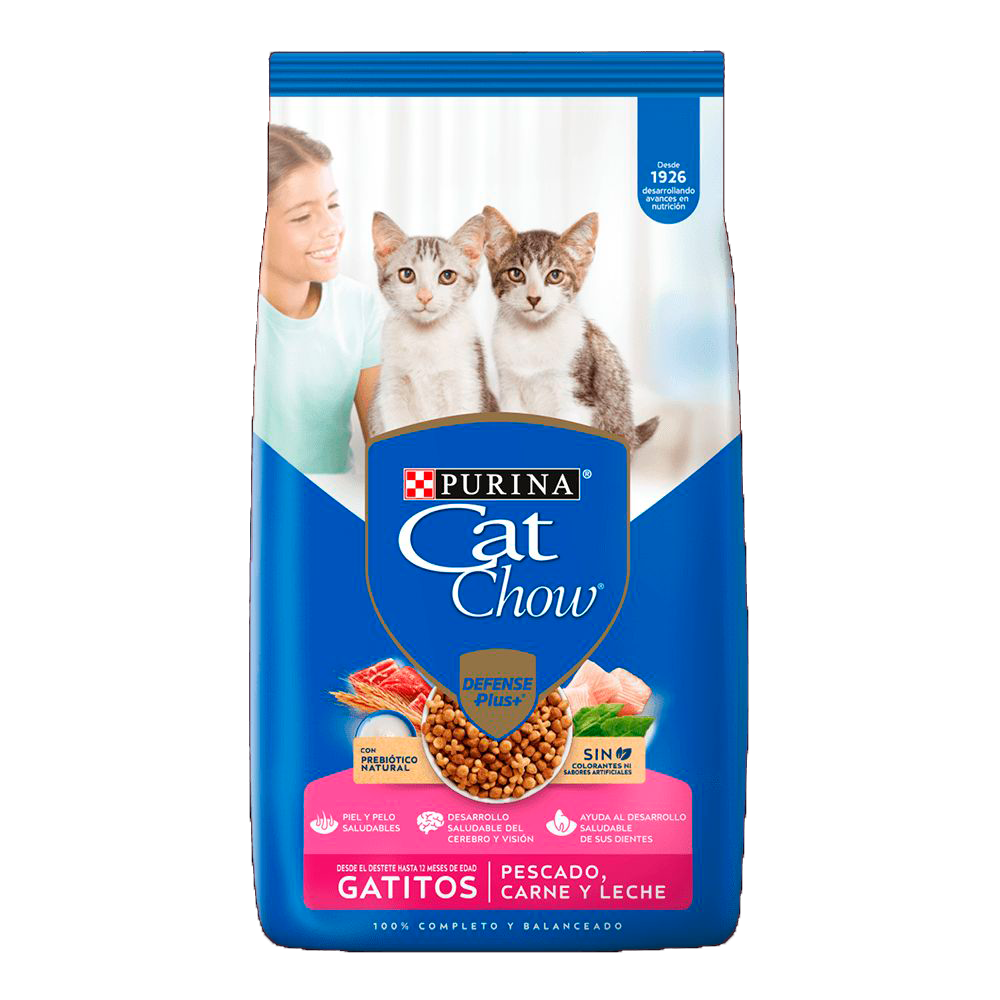 Desde
1926
desarrollando
avances en
nutrición
PURINA®
Cat
Chow®
DEFENSE
Plus+
CON
PREBIÓTICO
NATURAL
SIN
COLORANTES NI
SABORES ARTIFICIALES
PIEL Y PELO
SALUDABLES
DESARROLLO
SALUDABLE DEL
CEREBRO Y VISIÓN
AYUDA AL DESARROLLO
SALUDABLE
DE SUS DIENTES
DESDE EL DESTETE HASTA 12 MESES DE EDAD
GATITOS
PESCADO,
CARNE Y LECHE
100% COMPLETO Y BALANCEADO